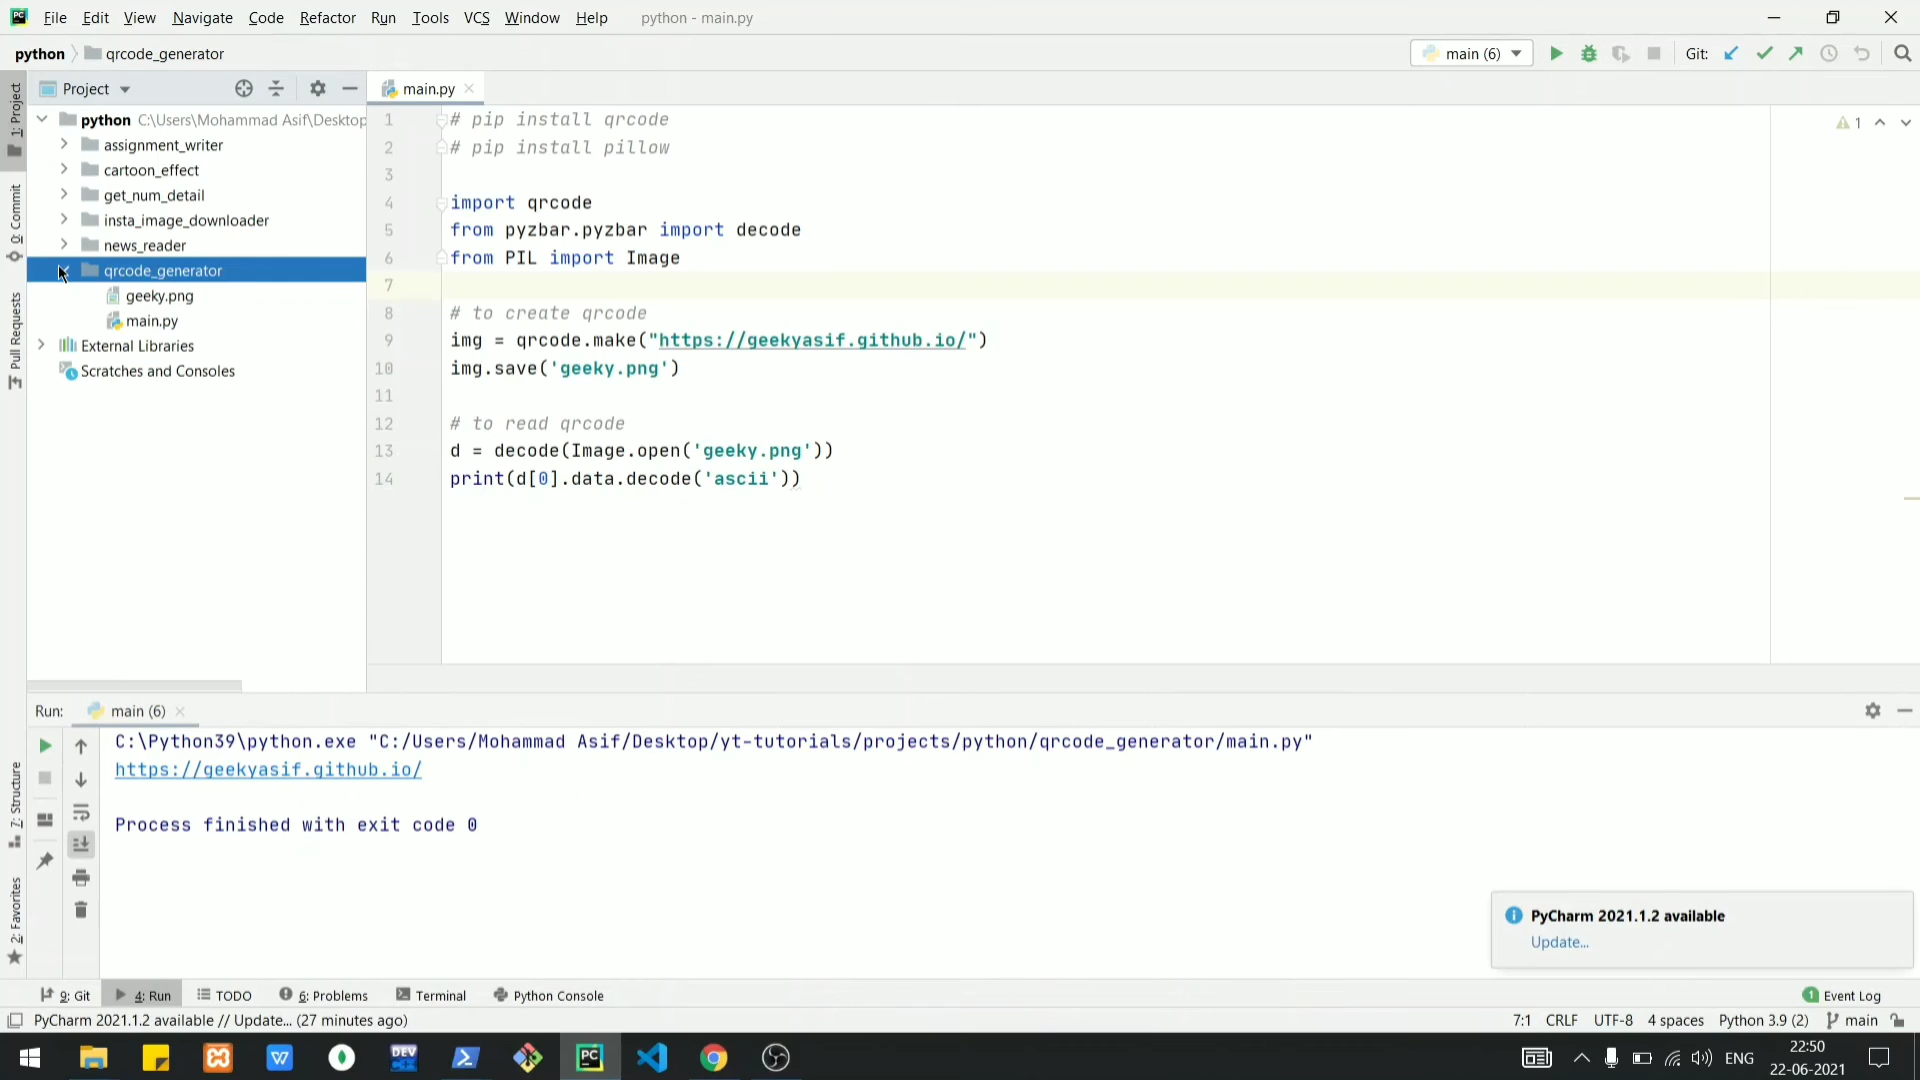 File Edit View Navigate Code Refactor Run Tools VCS Window Help python - main.py
python qrcode_generator main (6) Git:
Project main.py
1: Project
0: Commit
Pull Requests
7: Structure
2: Favorites
python C:\Users\Mohammad Asif\Desktop
assignment_writer
cartoon_effect
get_num_detail
insta_image_downloader
news_reader
qrcode_generator
geeky.png
main.py
External Libraries
Scratches and Consoles
1 # pip install qrcode
2 # pip install pillow
3
4 import qrcode
5 from pyzbar.pyzbar import decode
6 from PIL import Image
7
8 # to create qrcode
9 img = qrcode.make("https://geekyasif.github.io/")
10 img.save('geeky.png')
11
12 # to read qrcode
13 d = decode(Image.open('geeky.png'))
14 print(d[0].data.decode('ascii'))
1
Run: main (6)
C:\Python39\python.exe "C:/Users/Mohammad Asif/Desktop/yt-tutorials/projects/python/qrcode_generator/main.py"
https://geekyasif.github.io/
Process finished with exit code 0
PyCharm 2021.1.2 available
Update...
9: Git 4: Run TODO 6: Problems Terminal Python Console 1 Event Log
PyCharm 2021.1.2 available // Update... (27 minutes ago) 7:1 CRLF UTF-8 4 spaces Python 3.9 (2) main
DEV PC ENG 22:50
22-06-2021